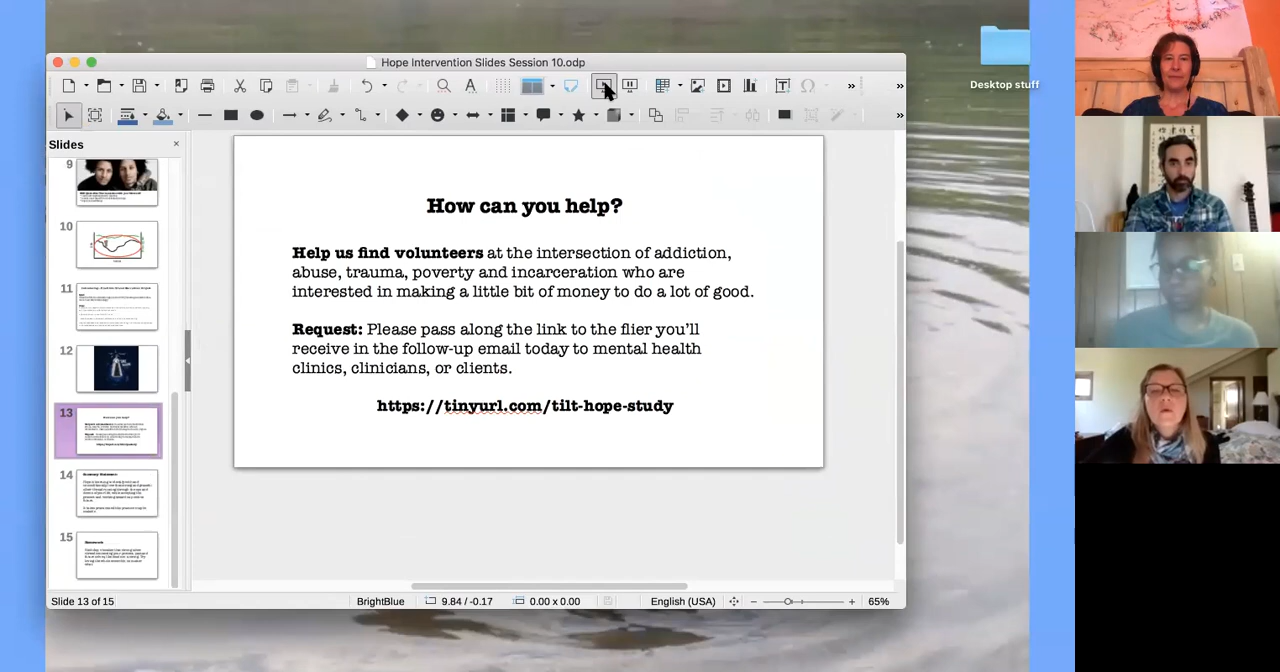 Hope Intervention Slides Session 10.odp
Desktop stuff
Slides
9
10
11
12
13
14
15
How can you help?
Help us find volunteers at the intersection of addiction,
abuse, trauma, poverty and incarceration who are
interested in making a little bit of money to do a lot of good.
Request: Please pass along the link to the flier you'll
receive in the follow-up email today to mental health
clinics, clinicians, or clients.
https://tinyurl.com/tilt-hope-study
Slide 13 of 15
BrightBlue
9.84 / -0.17
0.00 x 0.00
English (USA)
65%